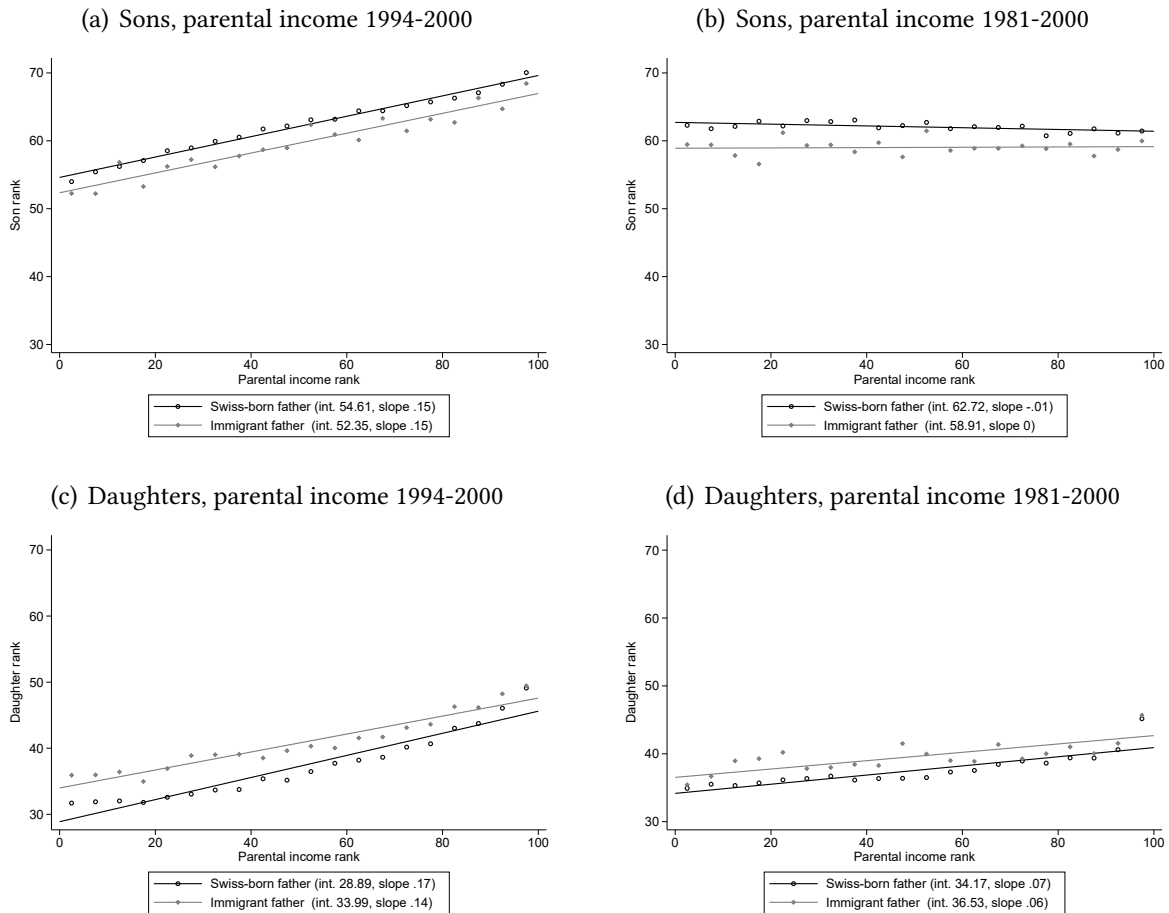 (a) Sons, parental income 1994-2000
70
60
50
40
30
Son rank
0 20 40 60 80 100
Parental income rank
Swiss-born father (int. 54.61, slope .15)
Immigrant father (int. 52.35, slope .15)
(b) Sons, parental income 1981-2000
70
60
50
40
30
Son rank
0 20 40 60 80 100
Parental income rank
Swiss-born father (int. 62.72, slope -.01)
Immigrant father (int. 58.91, slope 0)
(c) Daughters, parental income 1994-2000
70
60
50
40
30
Daughter rank
0 20 40 60 80 100
Parental income rank
Swiss-born father (int. 28.89, slope .17)
Immigrant father (int. 33.99, slope .14)
(d) Daughters, parental income 1981-2000
70
60
50
40
30
Daughter rank
0 20 40 60 80 100
Parental income rank
Swiss-born father (int. 34.17, slope .07)
Immigrant father (int. 36.53, slope .06)